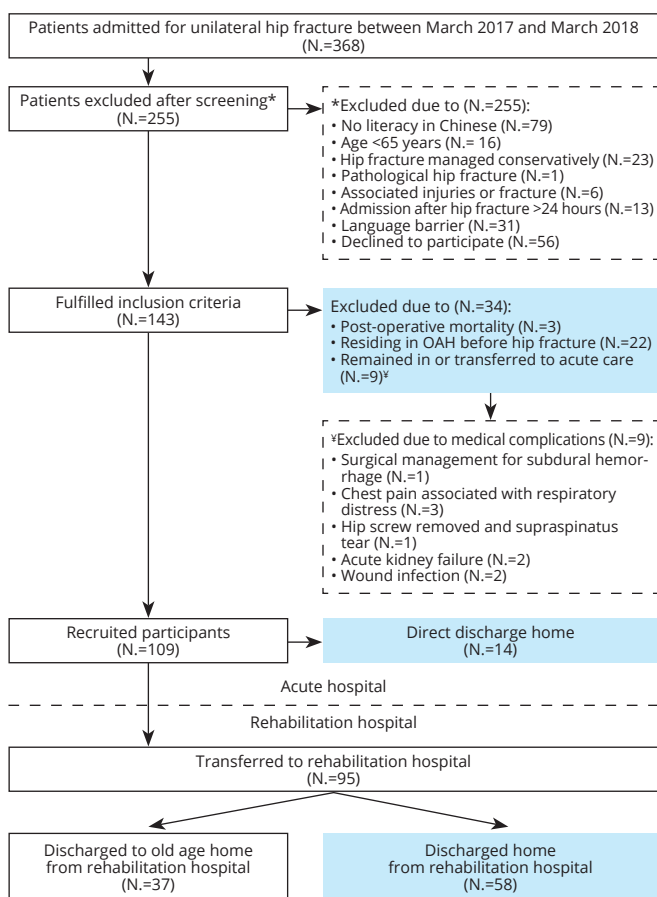 Patients admitted for unilateral hip fracture between March 2017 and March 2018
(N.=368)
Patients excluded after screening*
(N.=255)
*Excluded due to (N.=255):
• No literacy in Chinese (N.=79)
• Age <65 years (N.= 16)
• Hip fracture managed conservatively (N.=23)
• Pathological hip fracture (N.=1)
• Associated injuries or fracture (N.=6)
• Admission after hip fracture >24 hours (N.=13)
• Language barrier (N.=31)
• Declined to participate (N.=56)
Fulfilled inclusion criteria
(N.=143)
Excluded due to (N.=34):
• Post-operative mortality (N.=3)
• Residing in OAH before hip fracture (N.=22)
• Remained in or transferred to acute care
(N.=9)¥
¥Excluded due to medical complications (N.=9):
• Surgical management for subdural hemor-
rhage (N.=1)
• Chest pain associated with respiratory
distress (N.=3)
• Hip screw removed and supraspinatus
tear (N.=1)
• Acute kidney failure (N.=2)
• Wound infection (N.=2)
Recruited participants
(N.=109)
Direct discharge home
(N.=14)
Acute hospital
Rehabilitation hospital
Transferred to rehabilitation hospital
(N.=95)
Discharged to old age home
from rehabilitation hospital
(N.=37)
Discharged home
from rehabilitation hospital
(N.=58)